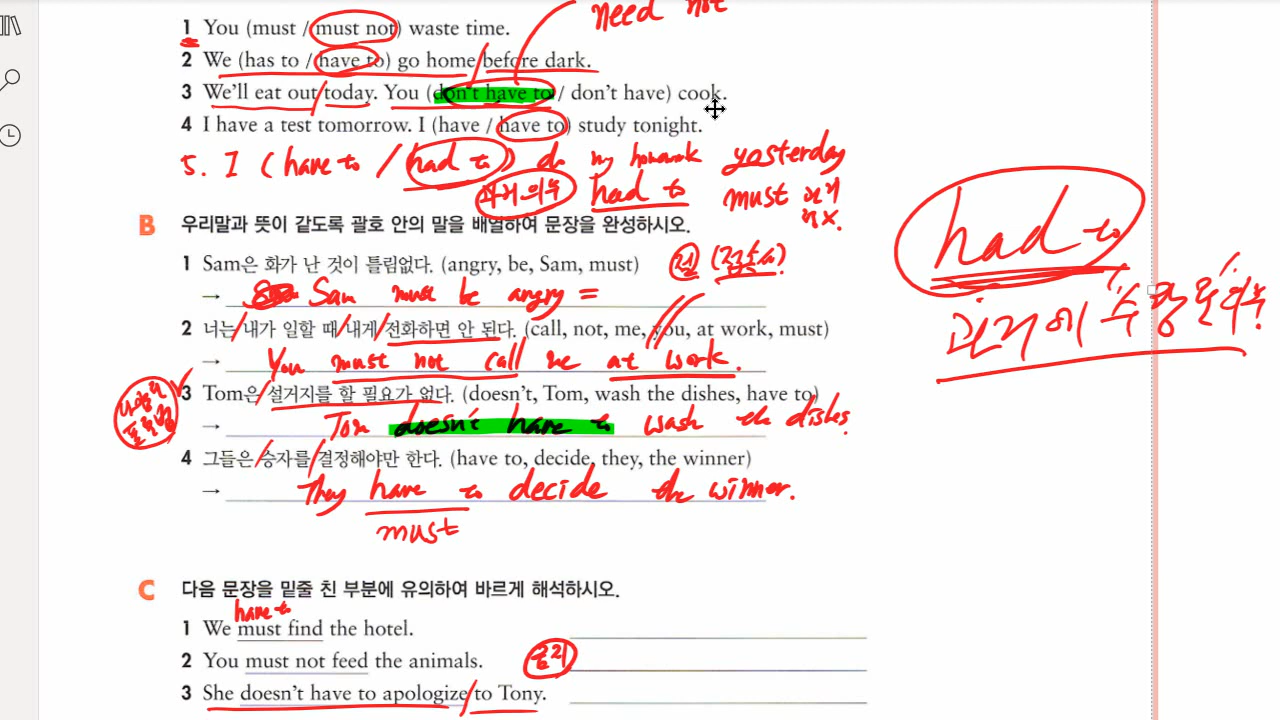 need not
1 You (must / must not) waste time.
2 We (has to / have to) go home before dark.
3 We'll eat out today. You (don't have to / don't have) cook.
4 I have a test tomorrow. I (have / have to) study tonight.
5. I (have to / had to) do my homework yesterday
과거 의무 had to must 과거
had to
B 우리말과 뜻이 같도록 괄호 안의 말을 배열하여 문장을 완성하시오.
1 Sam은 화가 난 것이 틀림없다. (angry, be, Sam, must)
→ Sam must be angry =
2 너는 내가 일할 때 내게 전화하면 안 된다. (call, not, me, you, at work, must)
→ You must not call me at work.
3 Tom은 설거지를 할 필요가 없다. (doesn't, Tom, wash the dishes, have to)
→ Tom doesn't have to wash the dishes.
4 그들은 승자를 결정해야만 한다. (have to, decide, they, the winner)
→ They have to decide the winner.
must
C 다음 문장을 밑줄 친 부분에 유의하여 바르게 해석하시오.
have to
1 We must find the hotel.
2 You must not feed the animals.
3 She doesn't have to apologize to Tony.